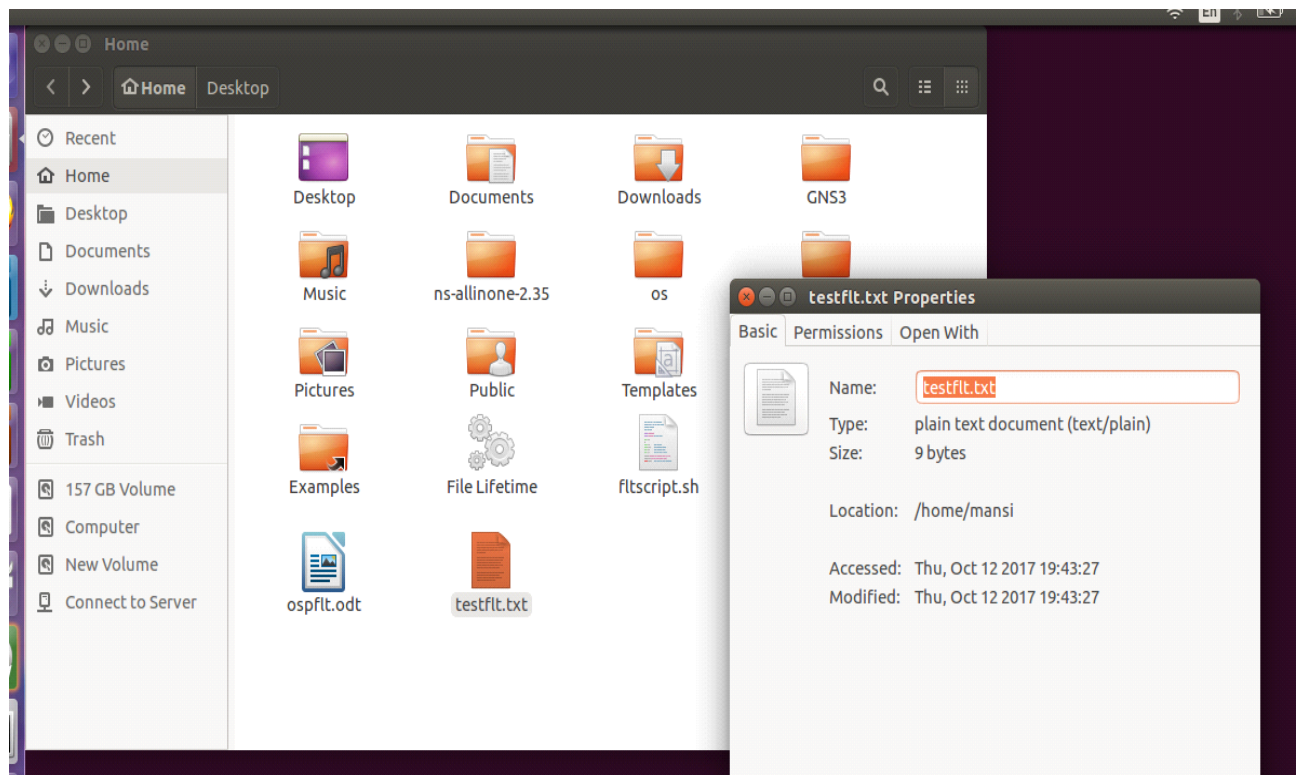 En
Home
Home Desktop
Recent
Home
Desktop
Documents
Downloads
Music
Pictures
Videos
Trash
157 GB Volume
Computer
New Volume
Connect to Server
Desktop Documents Downloads GNS3
Music ns-allinone-2.35 os
Pictures Public Templates
Examples File Lifetime fltscript.sh
ospflt.odt testflt.txt
testflt.txt Properties
Basic Permissions Open With
Name: testflt.txt
Type: plain text document (text/plain)
Size: 9 bytes
Location: /home/mansi
Accessed: Thu, Oct 12 2017 19:43:27
Modified: Thu, Oct 12 2017 19:43:27